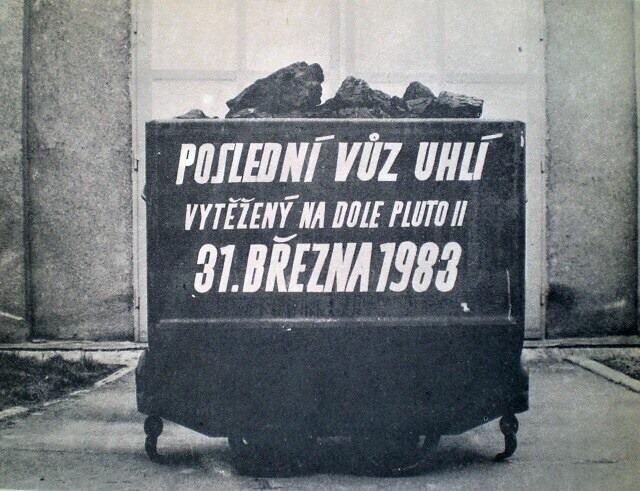 POSLEDNÍ VŮZ UHLÍ
VYTĚŽENÝ NA DOLE PLUTO II
31. BŘEZNA 1983